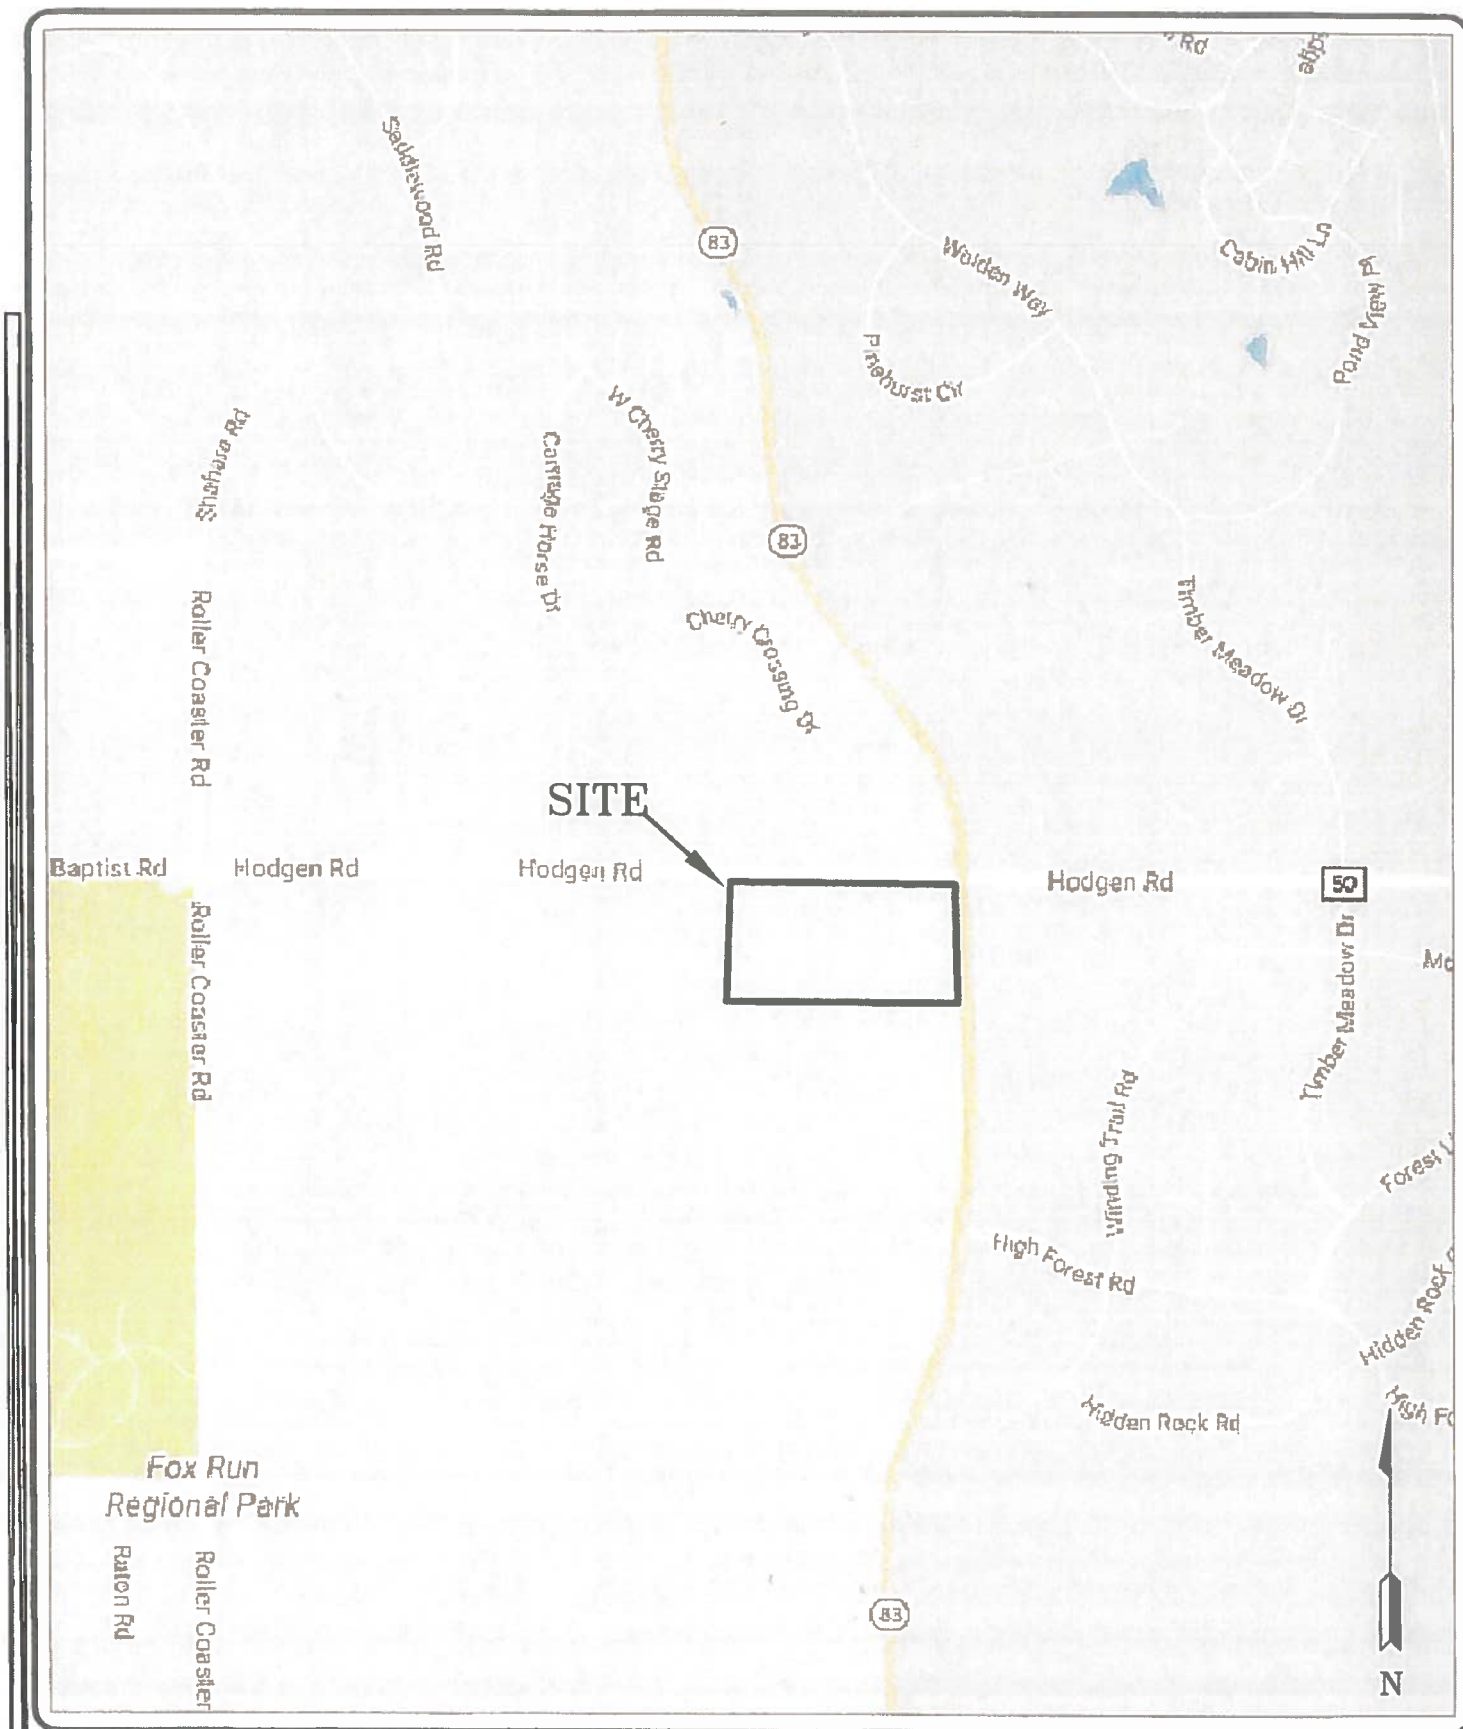 Rd
Saddlewood Rd
83
Walden Way
Cabin Hill Ln
Pond View Pl
Pinehurst Cir
W Cherry Stage Rd
Carriage Horse Dr
Shahara Rd
83
Cherry Crossing Dr
Timber Meadow Dr
Roller Coaster Rd
SITE
Baptist Rd
Hodgen Rd
Hodgen Rd
Hodgen Rd
50
Roller Coaster Rd
Timber Meadow Dr
Winding Trail Rd
Forest
High Forest Rd
Hidden Rock
Hidden Rock Rd
High Fo
Fox Run
Regional Park
Raton Rd
Roller Coaster
83
N